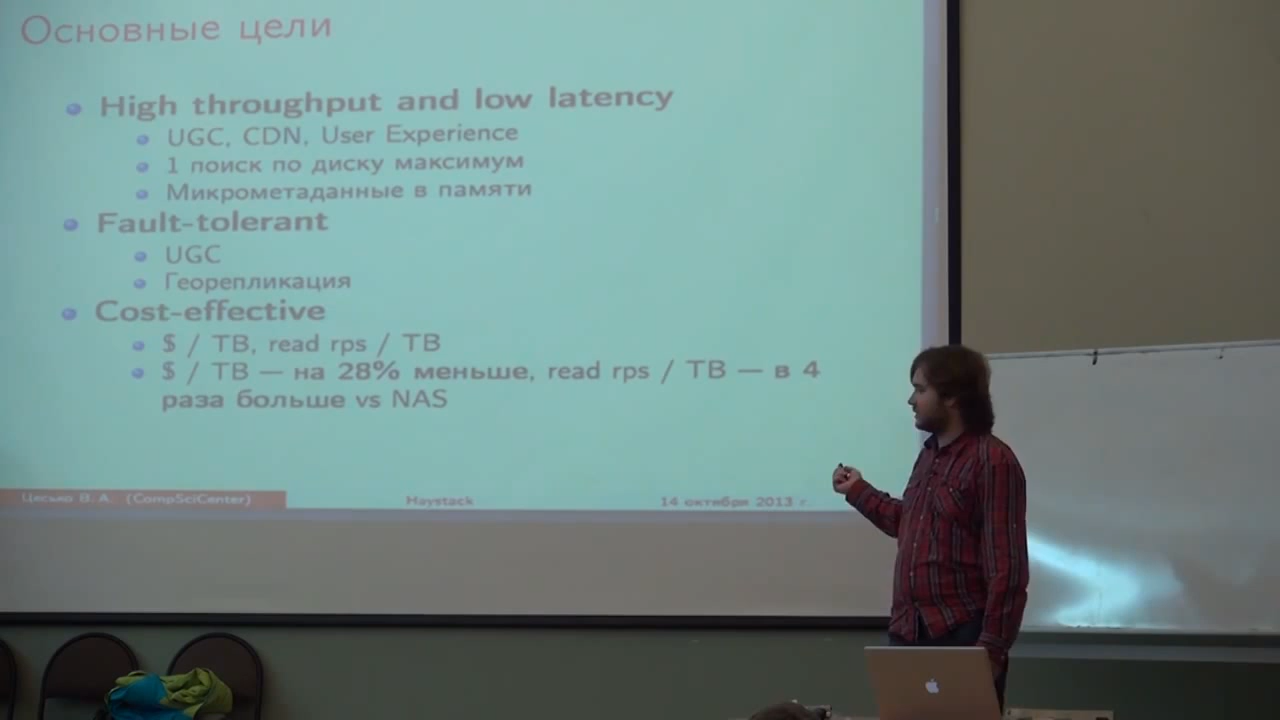 Основные цели
High throughput and low latency
UGC, CDN, User Experience
1 поиск по диску максимум
Микрометаданные в памяти
Fault-tolerant
UGC
Георепликация
Cost-effective
$ / TB, read rps / TB
$ / TB — на 28% меньше, read rps / TB — в 4
раза больше vs NAS
Цесько В. А. (CompSciCenter)
Haystack
14 октября 2013 г.